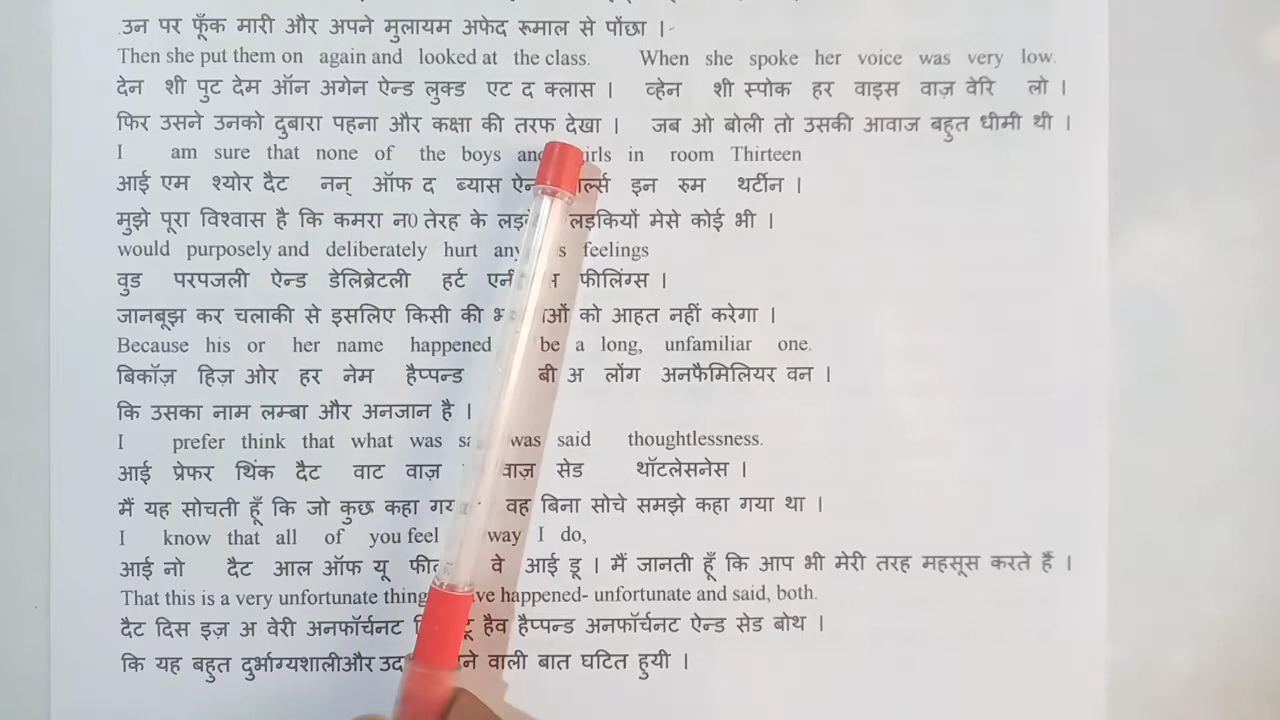 उन पर फूँक मारी और अपने मुलायम अफेद रूमाल से पोंछा ।
Then she put them on again and looked at the class. When she spoke her voice was very low.
देन शी पुट देम ऑन अगेन ऐन्ड लुक्ड एट द क्लास । व्हेन शी स्पोक हर वाइस वाज़ वेरि लो ।
फिर उसने उनको दुबारा पहना और कक्षा की तरफ देखा । जब ओ बोली तो उसकी आवाज बहुत धीमी थी ।
I am sure that none of the boys in room Thirteen
आई एम श्योर दैट नन् ऑफ द ब्यास इन रुम थर्टीन ।
मुझे पूरा विश्वास है कि कमरा न0 तेरह के लड़कियों मेसे कोई भी ।
would purposely and deliberately hurt feelings
वुड परपजली ऐन्ड डेलिब्रेटली हर्ट फीलिंग्स ।
जानबूझ कर चलाकी से इसलिए किसी की को आहत नहीं करेगा ।
Because his or her name happened be a long, unfamiliar one.
बिकॉज़ हिज़ ओर हर नेम हैप्पन्ड बी अ लोंग अनफैमिलियर वन ।
कि उसका नाम लम्बा और अनजान है ।
I prefer think that what was was said thoughtlessness.
आई प्रेफर थिंक दैट वाट वाज़ वाज़ सेड थॉटलेसनेस ।
मैं यह सोचती हूँ कि जो कुछ कहा वह बिना सोचे समझे कहा गया था ।
I know that all of you feel way I do,
आई नो दैट आल ऑफ यू वे आई डू । मैं जानती हूँ कि आप भी मेरी तरह महसूस करते हैं ।
That this is a very unfortunate thing happened- unfortunate and said, both.
दैट दिस इज़ अ वेरी अनफॉर्चनट हैव हैप्पन्ड अनफॉर्चनट ऐन्ड सेड बोथ ।
कि यह बहुत दुर्भाग्यशालीऔर वाली बात घटित हुयी ।